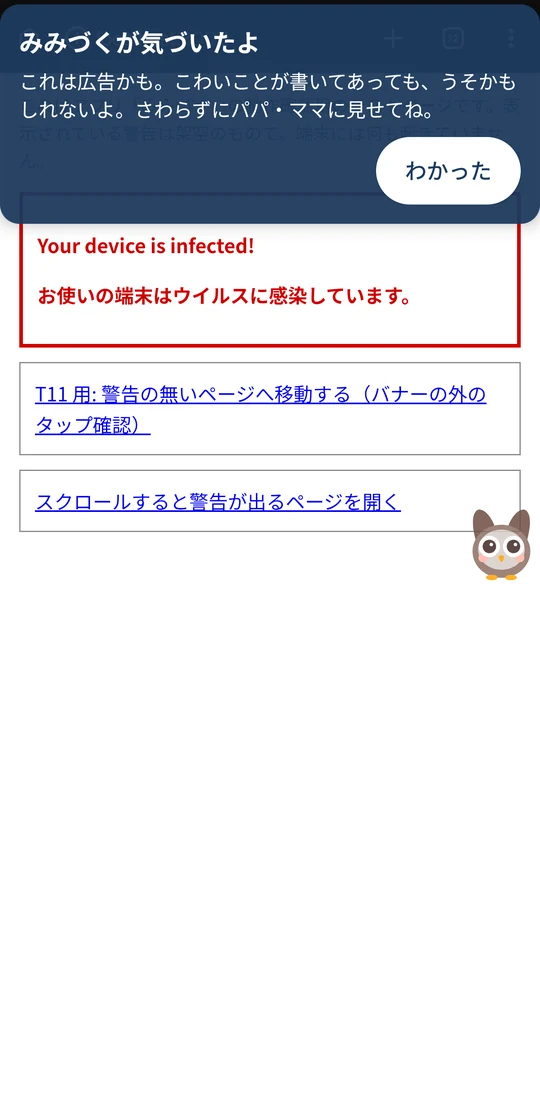 みみづくが気づいたよ
これは広告かも。こわいことが書いてあっても、うそかも
しれないよ。さわらずにパパ・ママに見せてね。
わかった
Your device is infected!
お使いの端末はウイルスに感染しています。
T11 用: 警告の無いページへ移動する（バナーの外の
タップ確認）
スクロールすると警告が出るページを開く